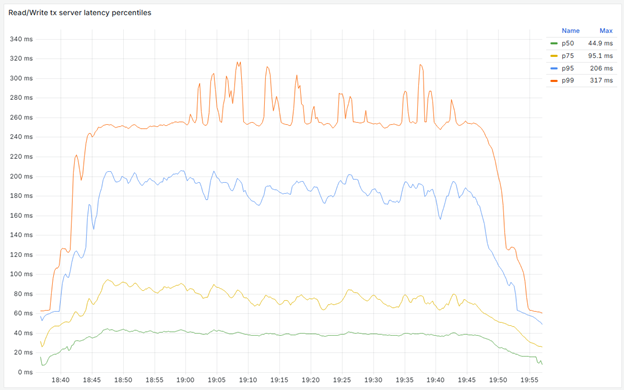 Read/Write tx server latency percentiles
340 ms
320 ms
300 ms
280 ms
260 ms
240 ms
220 ms
200 ms
180 ms
160 ms
140 ms
120 ms
100 ms
80 ms
60 ms
40 ms
20 ms
0 ms
18:40 18:45 18:50 18:55 19:00 19:05 19:10 19:15 19:20 19:25 19:30 19:35 19:40 19:45 19:50 19:55
Name Max
p50 44.9 ms
p75 95.1 ms
p95 206 ms
p99 317 ms